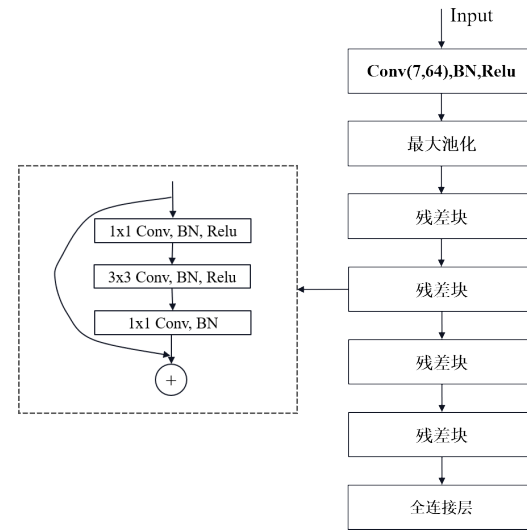 Input
Conv(7,64),BN,Relu
最大池化
残差块
残差块
残差块
残差块
全连接层
1x1 Conv, BN, Relu
3x3 Conv, BN, Relu
1x1 Conv, BN
+